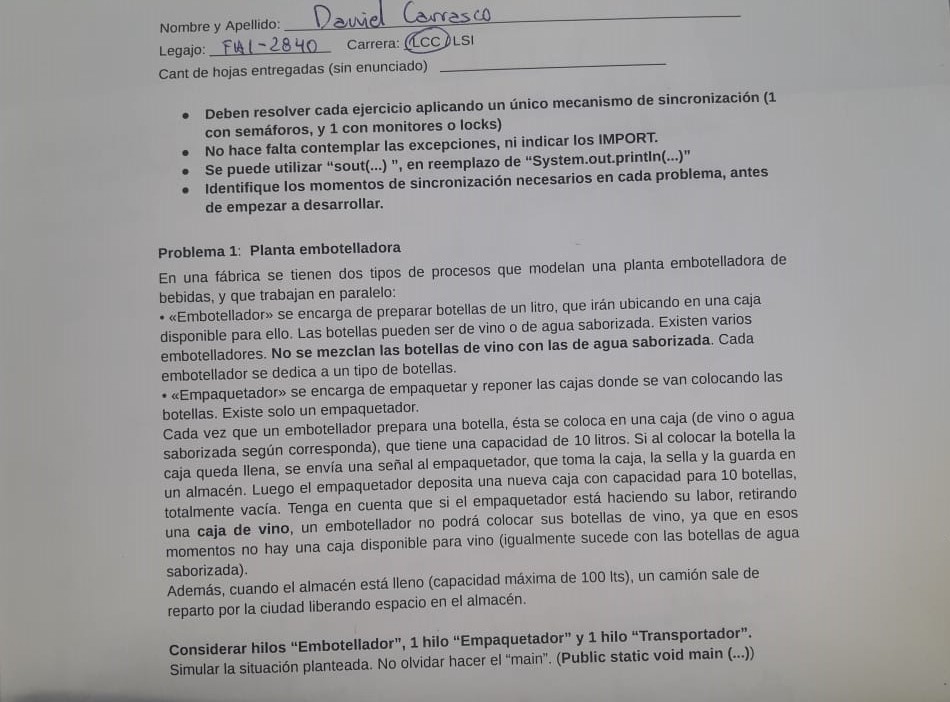 Nombre y Apellido: Daniel Carrasco
Legajo: FAI-2840 Carrera: LCC / LSI
Cant de hojas entregadas (sin enunciado)
• Deben resolver cada ejercicio aplicando un único mecanismo de sincronización (1
con semáforos, y 1 con monitores o locks)
• No hace falta contemplar las excepciones, ni indicar los IMPORT.
• Se puede utilizar “sout(...) ”, en reemplazo de “System.out.println(...)”
• Identifique los momentos de sincronización necesarios en cada problema, antes
de empezar a desarrollar.
Problema 1: Planta embotelladora
En una fábrica se tienen dos tipos de procesos que modelan una planta embotelladora de
bebidas, y que trabajan en paralelo:
• «Embotellador» se encarga de preparar botellas de un litro, que irán ubicando en una caja
disponible para ello. Las botellas pueden ser de vino o de agua saborizada. Existen varios
embotelladores. No se mezclan las botellas de vino con las de agua saborizada. Cada
embotellador se dedica a un tipo de botellas.
• «Empaquetador» se encarga de empaquetar y reponer las cajas donde se van colocando las
botellas. Existe solo un empaquetador.
Cada vez que un embotellador prepara una botella, ésta se coloca en una caja (de vino o agua
saborizada según corresponda), que tiene una capacidad de 10 litros. Si al colocar la botella la
caja queda llena, se envía una señal al empaquetador, que toma la caja, la sella y la guarda en
un almacén. Luego el empaquetador deposita una nueva caja con capacidad para 10 botellas,
totalmente vacía. Tenga en cuenta que si el empaquetador está haciendo su labor, retirando
una caja de vino, un embotellador no podrá colocar sus botellas de vino, ya que en esos
momentos no hay una caja disponible para vino (igualmente sucede con las botellas de agua
saborizada).
Además, cuando el almacén está lleno (capacidad máxima de 100 lts), un camión sale de
reparto por la ciudad liberando espacio en el almacén.
Considerar hilos “Embotellador”, 1 hilo “Empaquetador” y 1 hilo “Transportador”.
Simular la situación planteada. No olvidar hacer el “main”. (Public static void main (...))